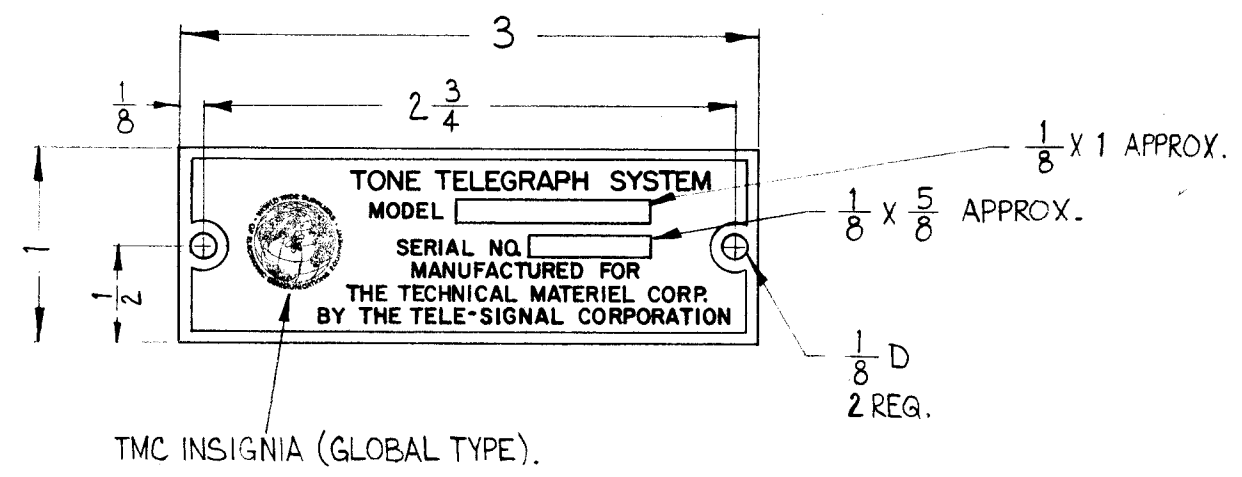 3
1/8
2 3/4
1/8 X 1 APPROX.
TONE TELEGRAPH SYSTEM
MODEL
1/8 X 5/8 APPROX.
1
SERIAL NO.
1/2
MANUFACTURED FOR
THE TECHNICAL MATERIEL CORP.
BY THE TELE-SIGNAL CORPORATION
1/8 D
2 REQ.
TMC INSIGNIA (GLOBAL TYPE).